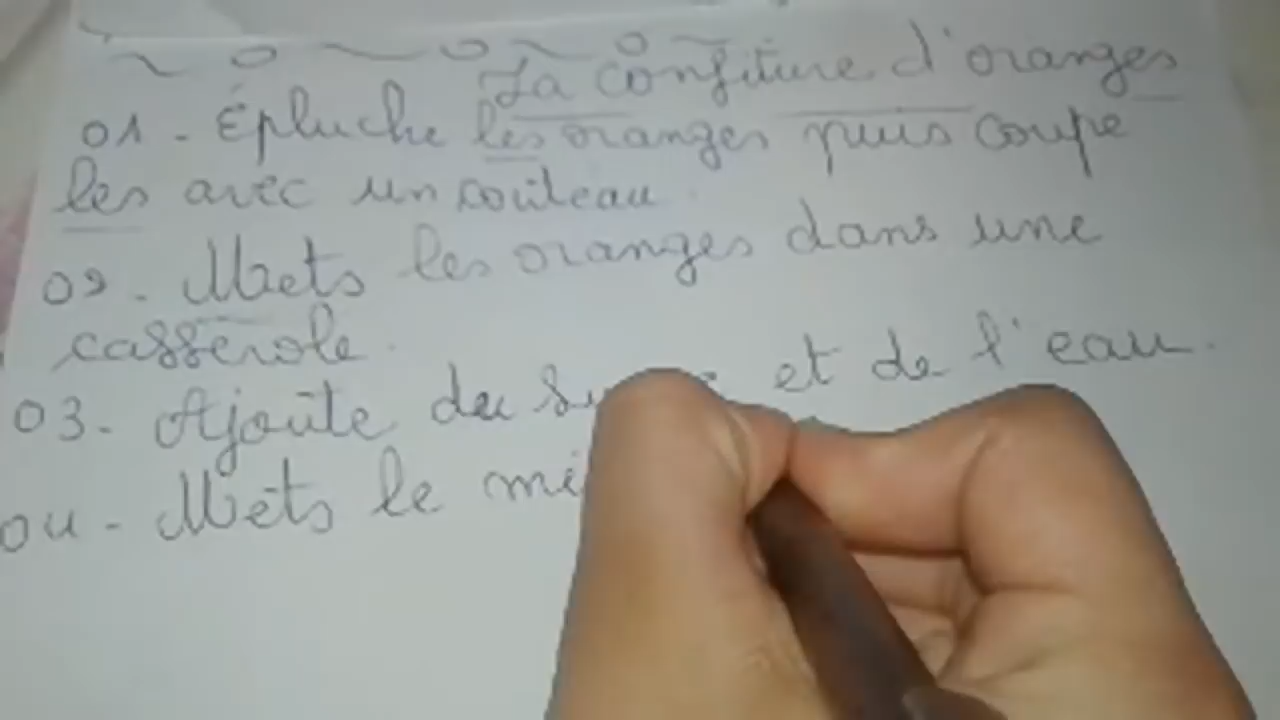 La confiture d'oranges
01 - Épluche les oranges puis coupe
les avec un couteau.
02 - Mets les oranges dans une
casserole.
03 - Ajoute du et de l'eau.
04 - Mets le